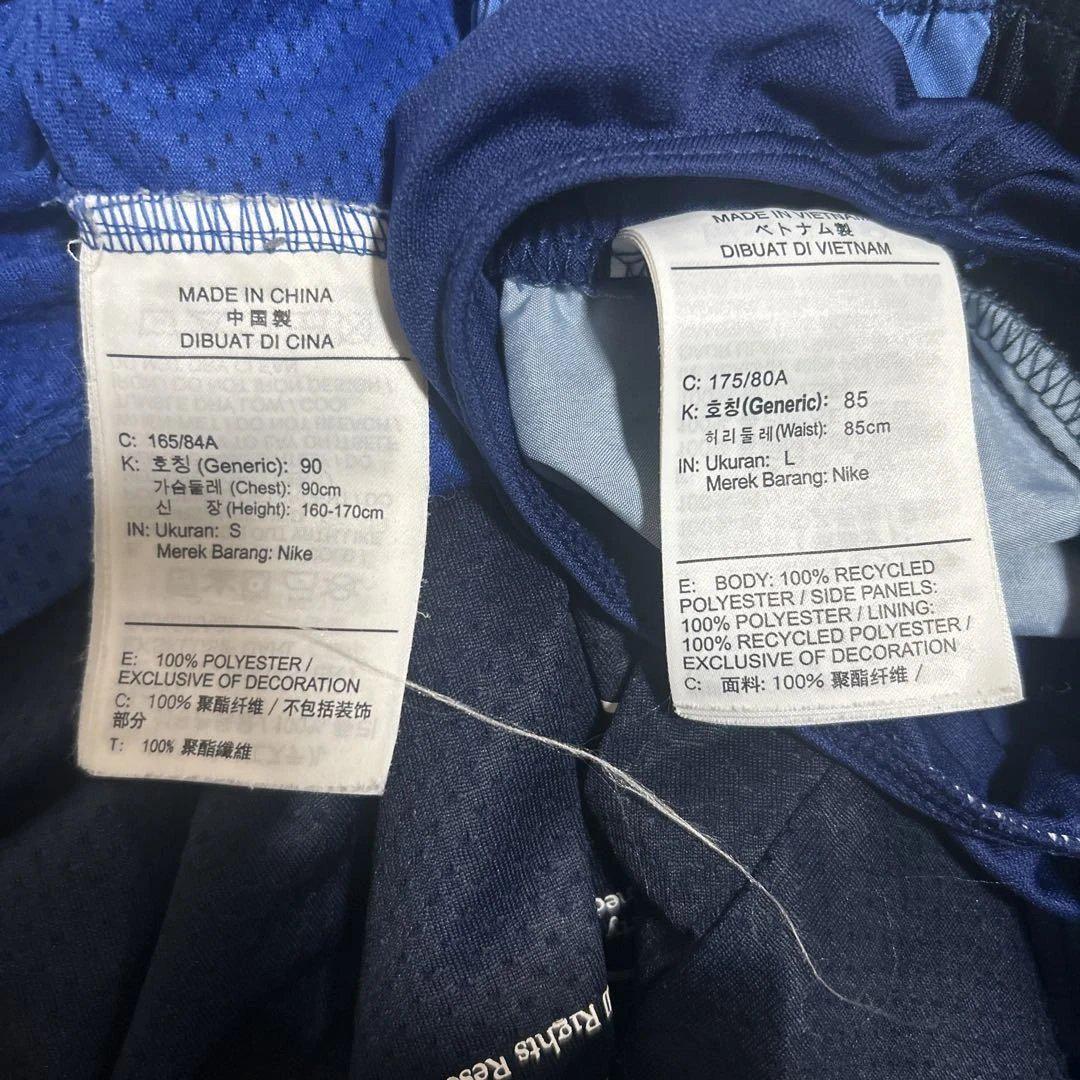 MADE IN CHINA
中国製
DIBUAT DI CINA
C: 165/84A
K: 호칭 (Generic): 90
가슴둘레 (Chest): 90cm
신 장 (Height): 160-170cm
IN: Ukuran: S
Merek Barang: Nike
E: 100% POLYESTER /
EXCLUSIVE OF DECORATION
C: 100% 聚酯纤维 / 不包括装饰
部分
T: 100% 聚酯纖維
MADE IN VIETNAM
ベトナム製
DIBUAT DI VIETNAM
C: 175/80A
K: 호칭(Generic): 85
허리둘레(Waist): 85cm
IN: Ukuran: L
Merek Barang: Nike
E: BODY: 100% RECYCLED
POLYESTER / SIDE PANELS:
100% POLYESTER / LINING:
100% RECYCLED POLYESTER /
EXCLUSIVE OF DECORATION
C: 面料: 100% 聚酯纤维 /
Rights Rese